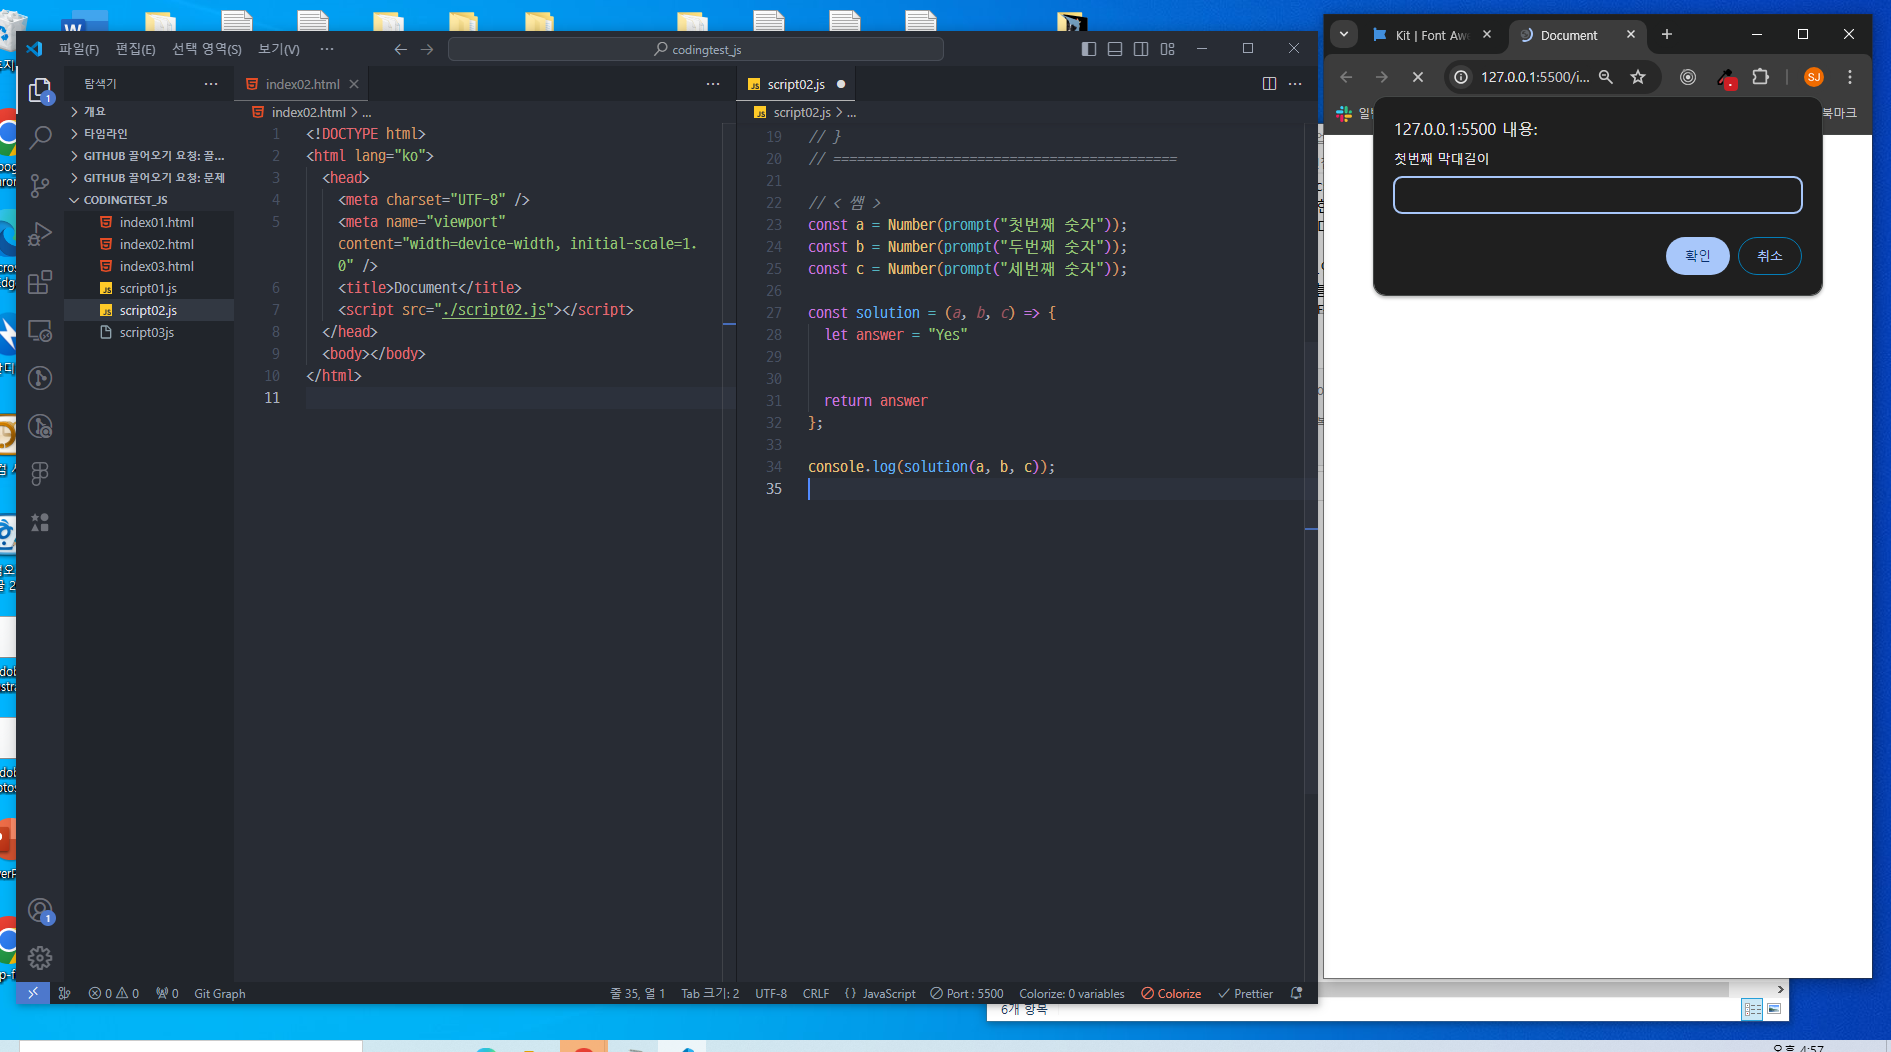 파일(F) 편집(E) 선택 영역(S) 보기(V) ··· codingtest_js
탐색기 ···
개요
타임라인
GITHUB 끌어오기 요청: 끌...
GITHUB 끌어오기 요청: 문제
CODINGTEST_JS
index01.html
index02.html
index03.html
JS script01.js
JS script02.js
script03js
index02.html
index02.html > ...
1 <!DOCTYPE html>
2 <html lang="ko">
3 <head>
4 <meta charset="UTF-8" />
5 <meta name="viewport"
content="width=device-width, initial-scale=1.
0" />
6 <title>Document</title>
7 <script src="./script02.js"></script>
8 </head>
9 <body></body>
10 </html>
11
JS script02.js
JS script02.js > ...
19 // }
20 // ===========================================
21
22 // < 쌤 >
23 const a = Number(prompt("첫번째 숫자"));
24 const b = Number(prompt("두번째 숫자"));
25 const c = Number(prompt("세번째 숫자"));
26
27 const solution = (a, b, c) => {
28 let answer = "Yes"
29
30
31 return answer
32 };
33
34 console.log(solution(a, b, c));
35
1
1
0 0 0 Git Graph
줄 35, 열 1 Tab 크기: 2 UTF-8 CRLF {} JavaScript Port : 5500 Colorize: 0 variables Colorize Prettier
Kit | Font Aw
Document
127.0.0.1:5500/i...
SJ
북마크
127.0.0.1:5500 내용:
첫번째 막대길이
확인 취소
6개 항목
오후 4:57